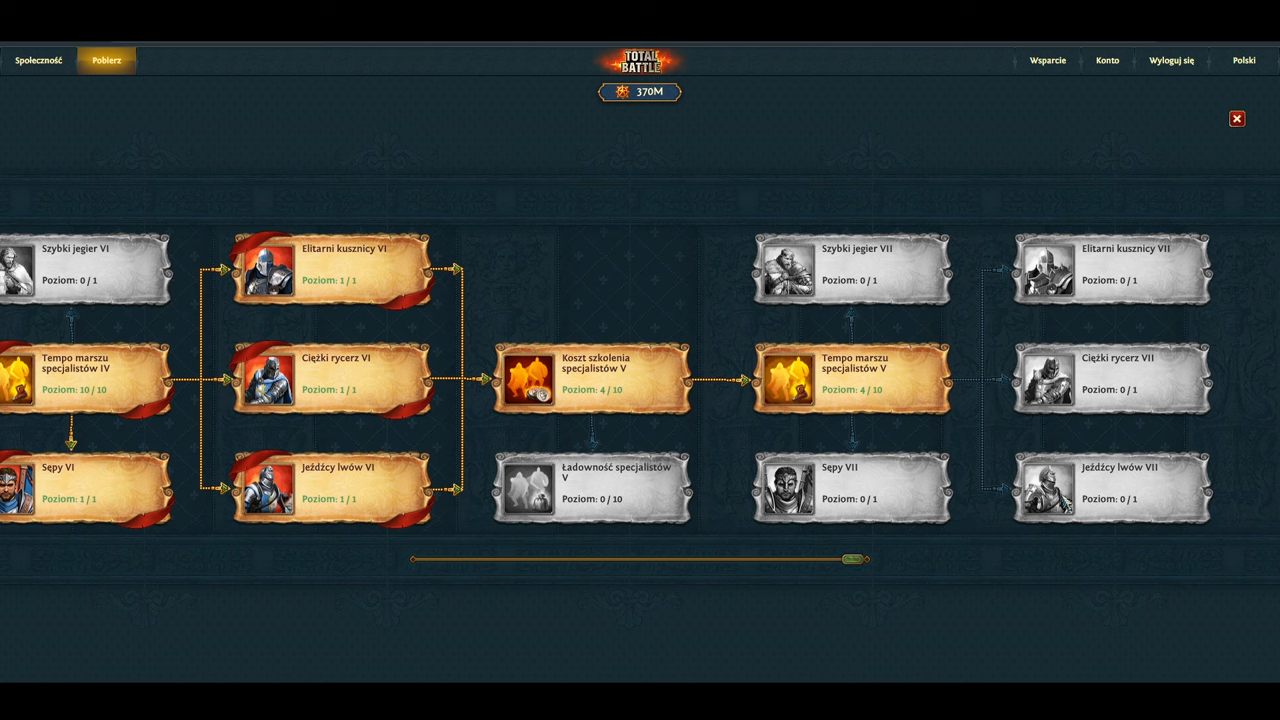 Społeczność
Pobierz
TOTAL
BATTLE
Wsparcie
Konto
Wyloguj się
Polski
370M
Szybki jegier VI
Poziom: 0 / 1
Elitarni kusznicy VI
Poziom: 1 / 1
Szybki jegier VII
Poziom: 0 / 1
Elitarni kusznicy VII
Poziom: 0 / 1
Tempo marszu
specjalistów IV
Poziom: 10 / 10
Ciężki rycerz VI
Poziom: 1 / 1
Koszt szkolenia
specjalistów V
Poziom: 4 / 10
Tempo marszu
specjalistów V
Poziom: 4 / 10
Ciężki rycerz VII
Poziom: 0 / 1
Sępy VI
Poziom: 1 / 1
Jeźdźcy lwów VI
Poziom: 1 / 1
Ładowność specjalistów
V
Poziom: 0 / 10
Sępy VII
Poziom: 0 / 1
Jeźdźcy lwów VII
Poziom: 0 / 1